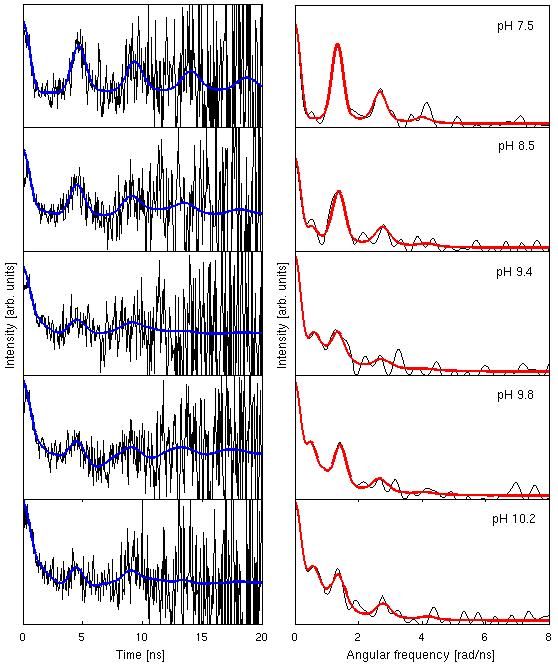 pH 7.5
pH 8.5
pH 9.4
pH 9.8
pH 10.2
Intensity [arb. units]
Intensity [arb. units]
0 5 10 15 20
0 2 4 6 8
Time [ns]
Angular frequency [rad/ns]